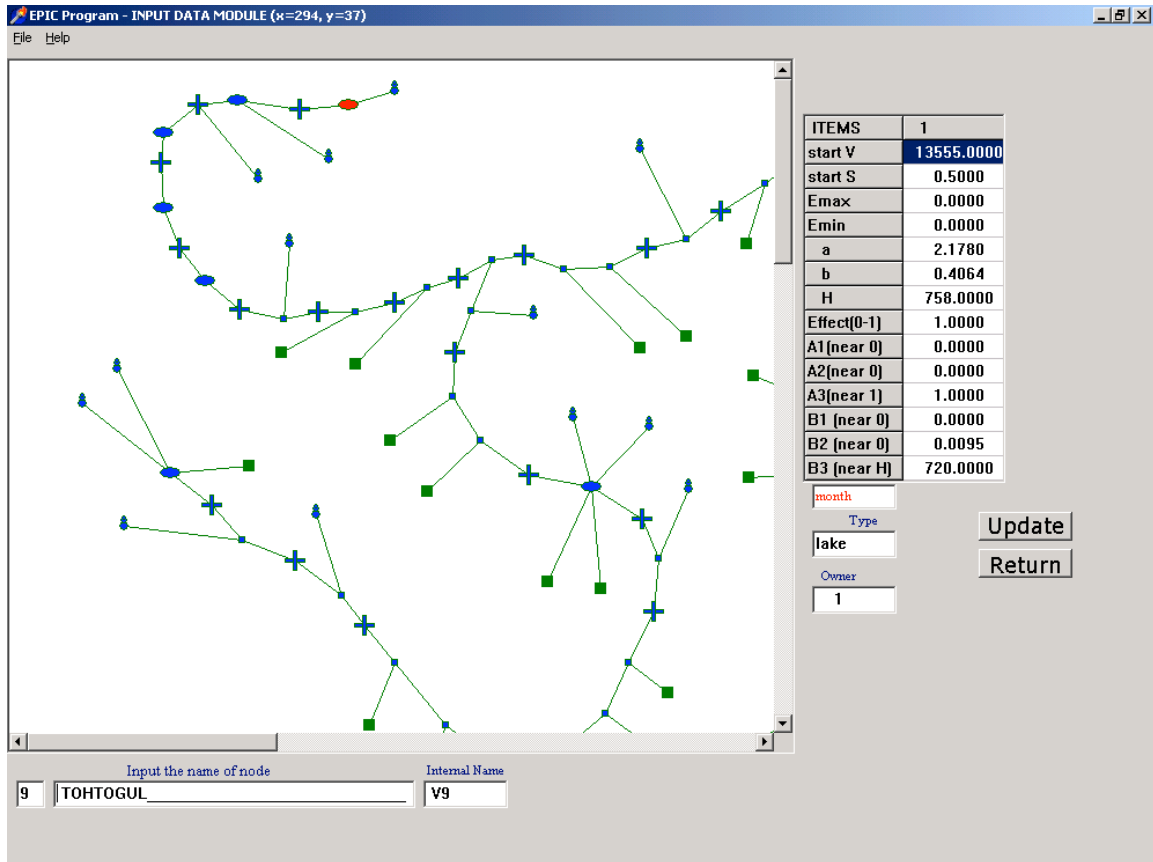 EPIC Program - INPUT DATA MODULE (x=294, y=37)
File Help
ITEMS 1
start V 13555.0000
start S 0.5000
Emax 0.0000
Emin 0.0000
a 2.1780
b 0.4064
H 758.0000
Effect(0-1) 1.0000
A1(near 0) 0.0000
A2(near 0) 0.0000
A3(near 1) 1.0000
B1 (near 0) 0.0000
B2 (near 0) 0.0095
B3 (near H) 720.0000
month
Type
lake
Owner
1
Update
Return
Input the name of node Internal Name
9 TOHTOGUL________________________ V9